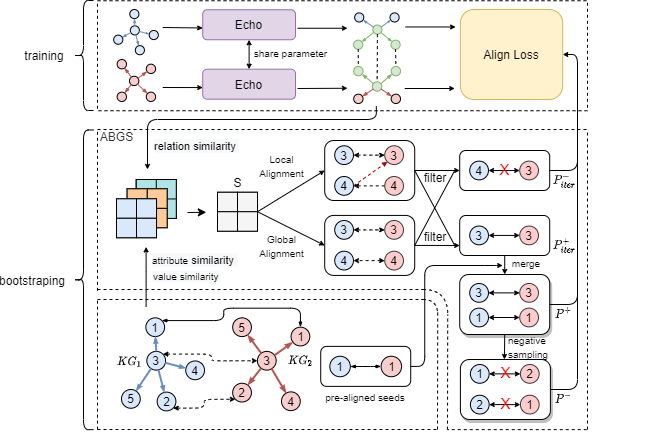 training
Echo
share parameter
Echo
Align Loss
ABGS
relation similarity
S
Local
Alignment
Global
Alignment
3
3
4
4
3
3
4
4
filter
filter
4
X
3
P⁻iter
3
3
P⁺iter
merge
3
3
1
1
P⁺
negative
sampling
1
X
2
2
X
1
P⁻
bootstraping
attribute similarity
value similarity
1
KG₁
3
4
5
2
5
1
3
KG₂
2
4
1
1
pre-aligned seeds